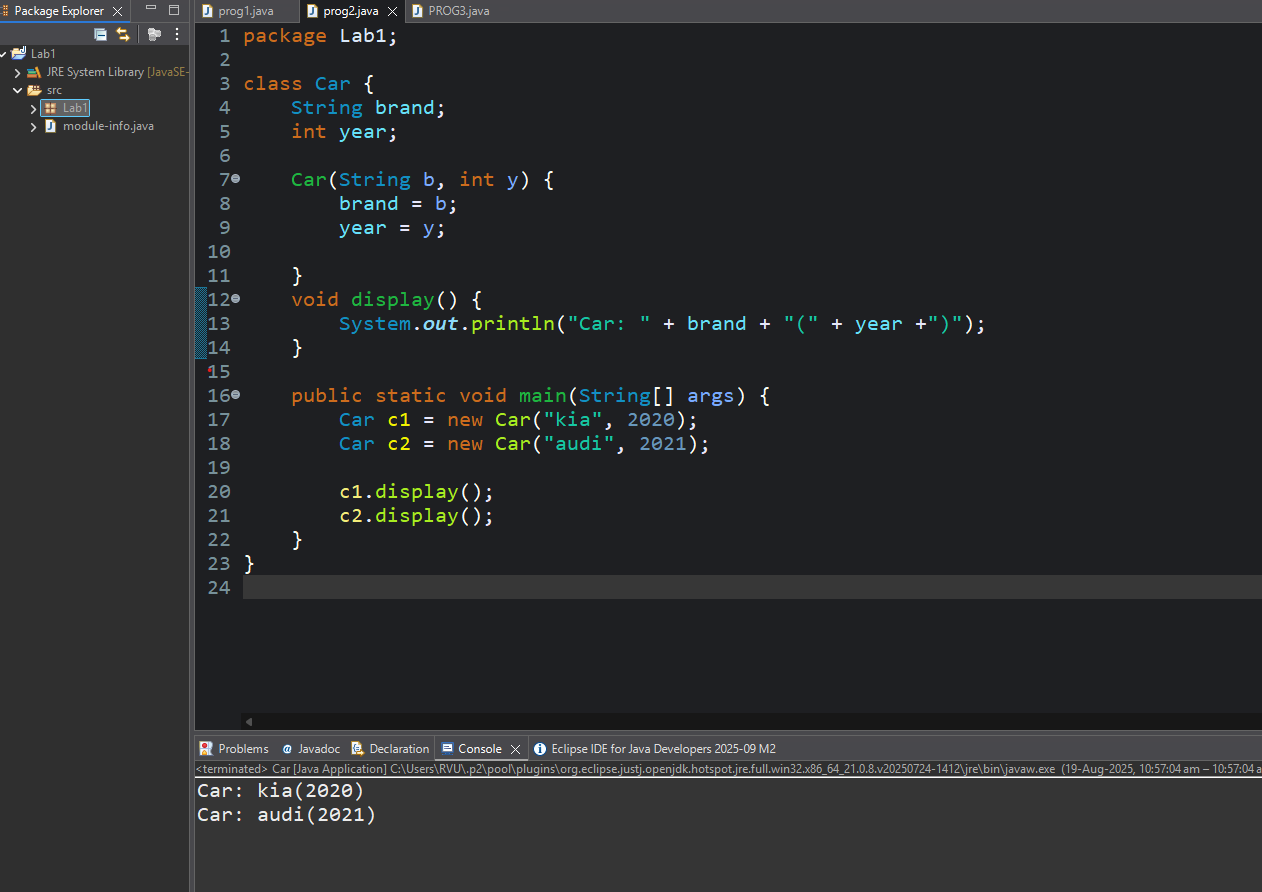 Package Explorer
Lab1
JRE System Library [JavaSE-
src
Lab1
module-info.java
prog1.java
prog2.java
PROG3.java
1 package Lab1;
2
3 class Car {
4     String brand;
5     int year;
6
7     Car(String b, int y) {
8         brand = b;
9         year = y;
10
11     }
12     void display() {
13         System.out.println("Car: " + brand + "(" + year +")");
14     }
15
16     public static void main(String[] args) {
17         Car c1 = new Car("kia", 2020);
18         Car c2 = new Car("audi", 2021);
19
20         c1.display();
21         c2.display();
22     }
23 }
24
Problems Javadoc Declaration Console Eclipse IDE for Java Developers 2025-09 M2
<terminated> Car [Java Application] C:\Users\RVU\.p2\pool\plugins\org.eclipse.justj.openjdk.hotspot.jre.full.win32.x86_64_21.0.8.v20250724-1412\jre\bin\javaw.exe (19-Aug-2025, 10:57:04 am – 10:57:04 a
Car: kia(2020)
Car: audi(2021)